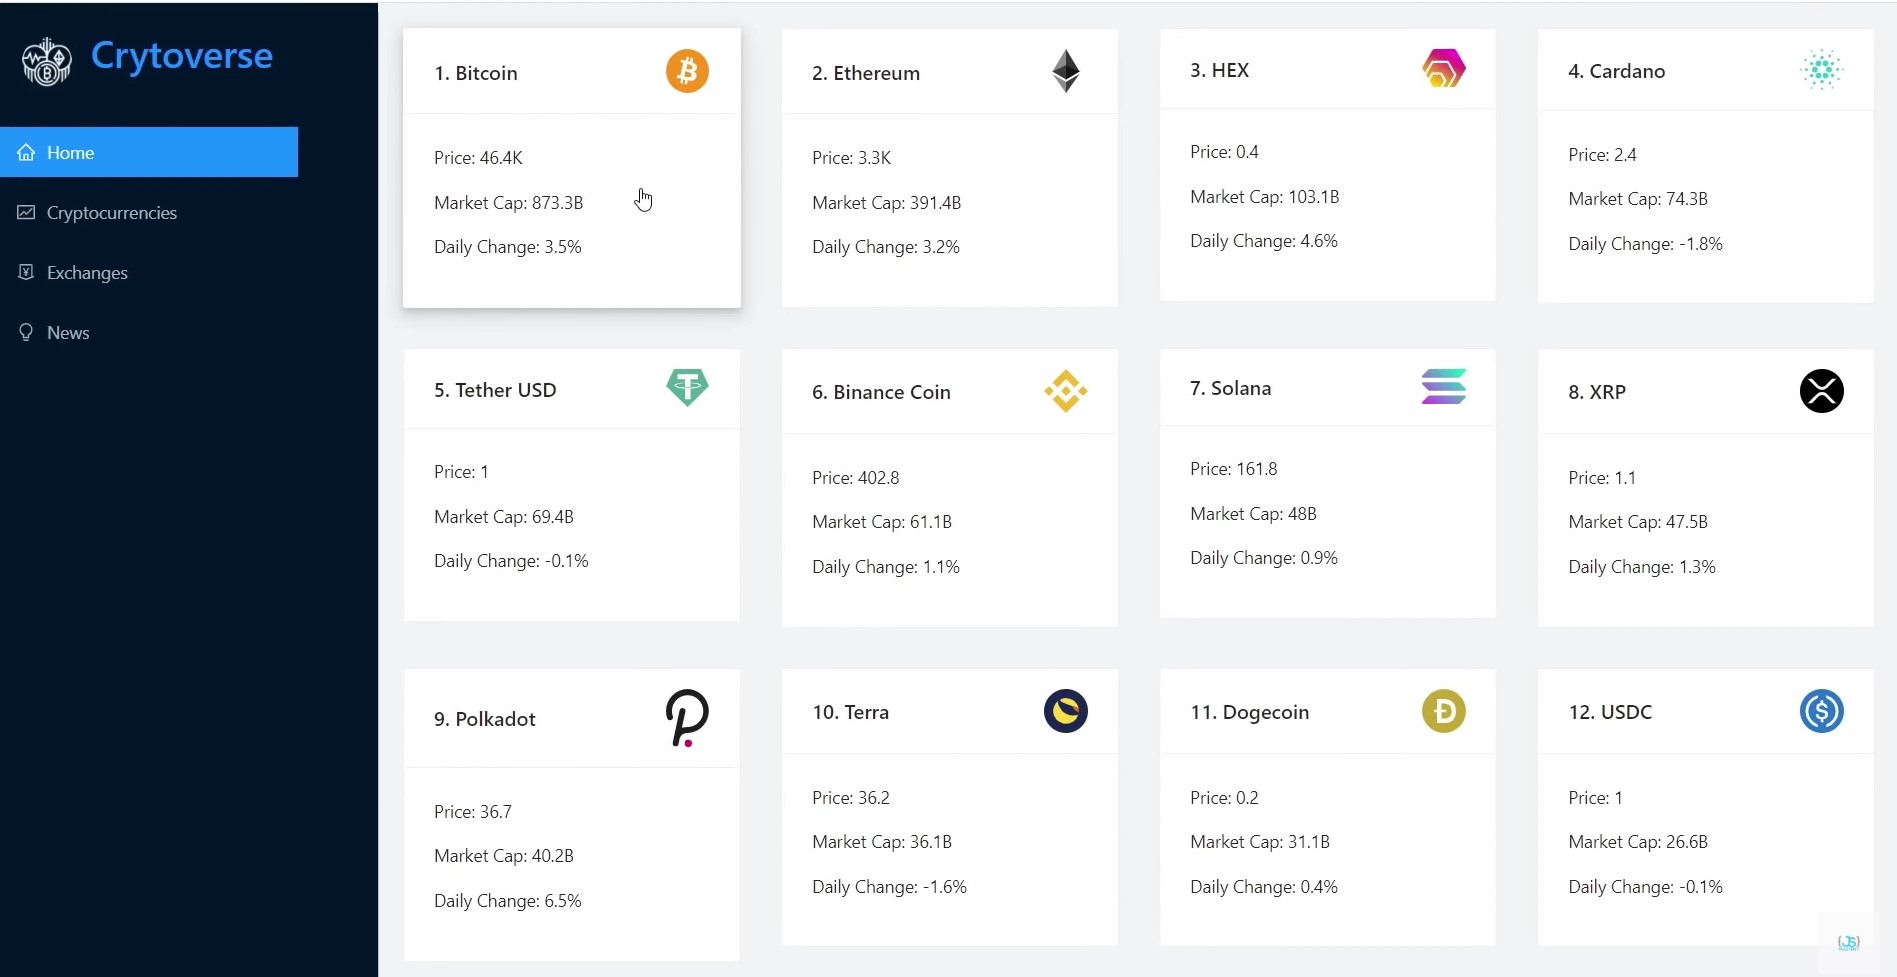 Crytoverse
Home
Cryptocurrencies
Exchanges
News
1. Bitcoin
Price: 46.4K
Market Cap: 873.3B
Daily Change: 3.5%
2. Ethereum
Price: 3.3K
Market Cap: 391.4B
Daily Change: 3.2%
3. HEX
Price: 0.4
Market Cap: 103.1B
Daily Change: 4.6%
4. Cardano
Price: 2.4
Market Cap: 74.3B
Daily Change: -1.8%
5. Tether USD
Price: 1
Market Cap: 69.4B
Daily Change: -0.1%
6. Binance Coin
Price: 402.8
Market Cap: 61.1B
Daily Change: 1.1%
7. Solana
Price: 161.8
Market Cap: 48B
Daily Change: 0.9%
8. XRP
Price: 1.1
Market Cap: 47.5B
Daily Change: 1.3%
9. Polkadot
Price: 36.7
Market Cap: 40.2B
Daily Change: 6.5%
10. Terra
Price: 36.2
Market Cap: 36.1B
Daily Change: -1.6%
11. Dogecoin
Price: 0.2
Market Cap: 31.1B
Daily Change: 0.4%
12. USDC
Price: 1
Market Cap: 26.6B
Daily Change: -0.1%
(JS)